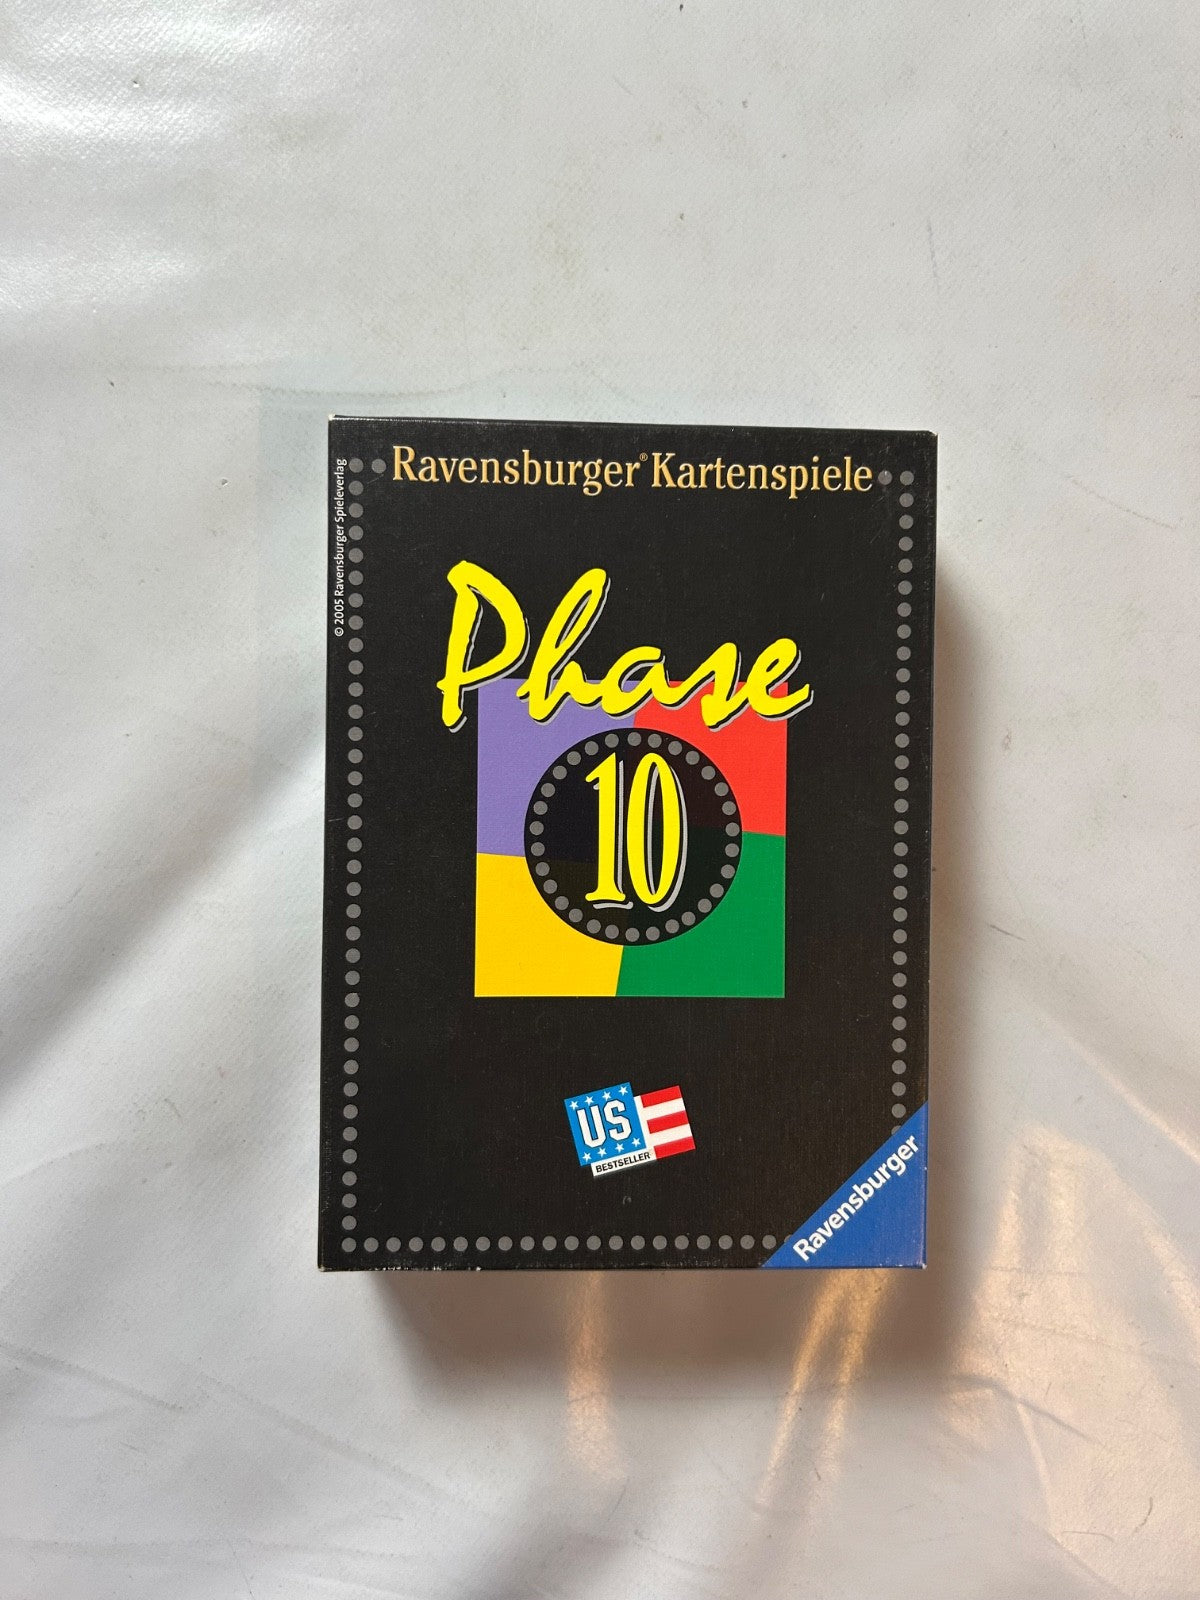 Ravensburger® Kartenspiele
© 2005 Ravensburger Spieleverlag
Phase
10
US
BESTSELLER
Ravensburger